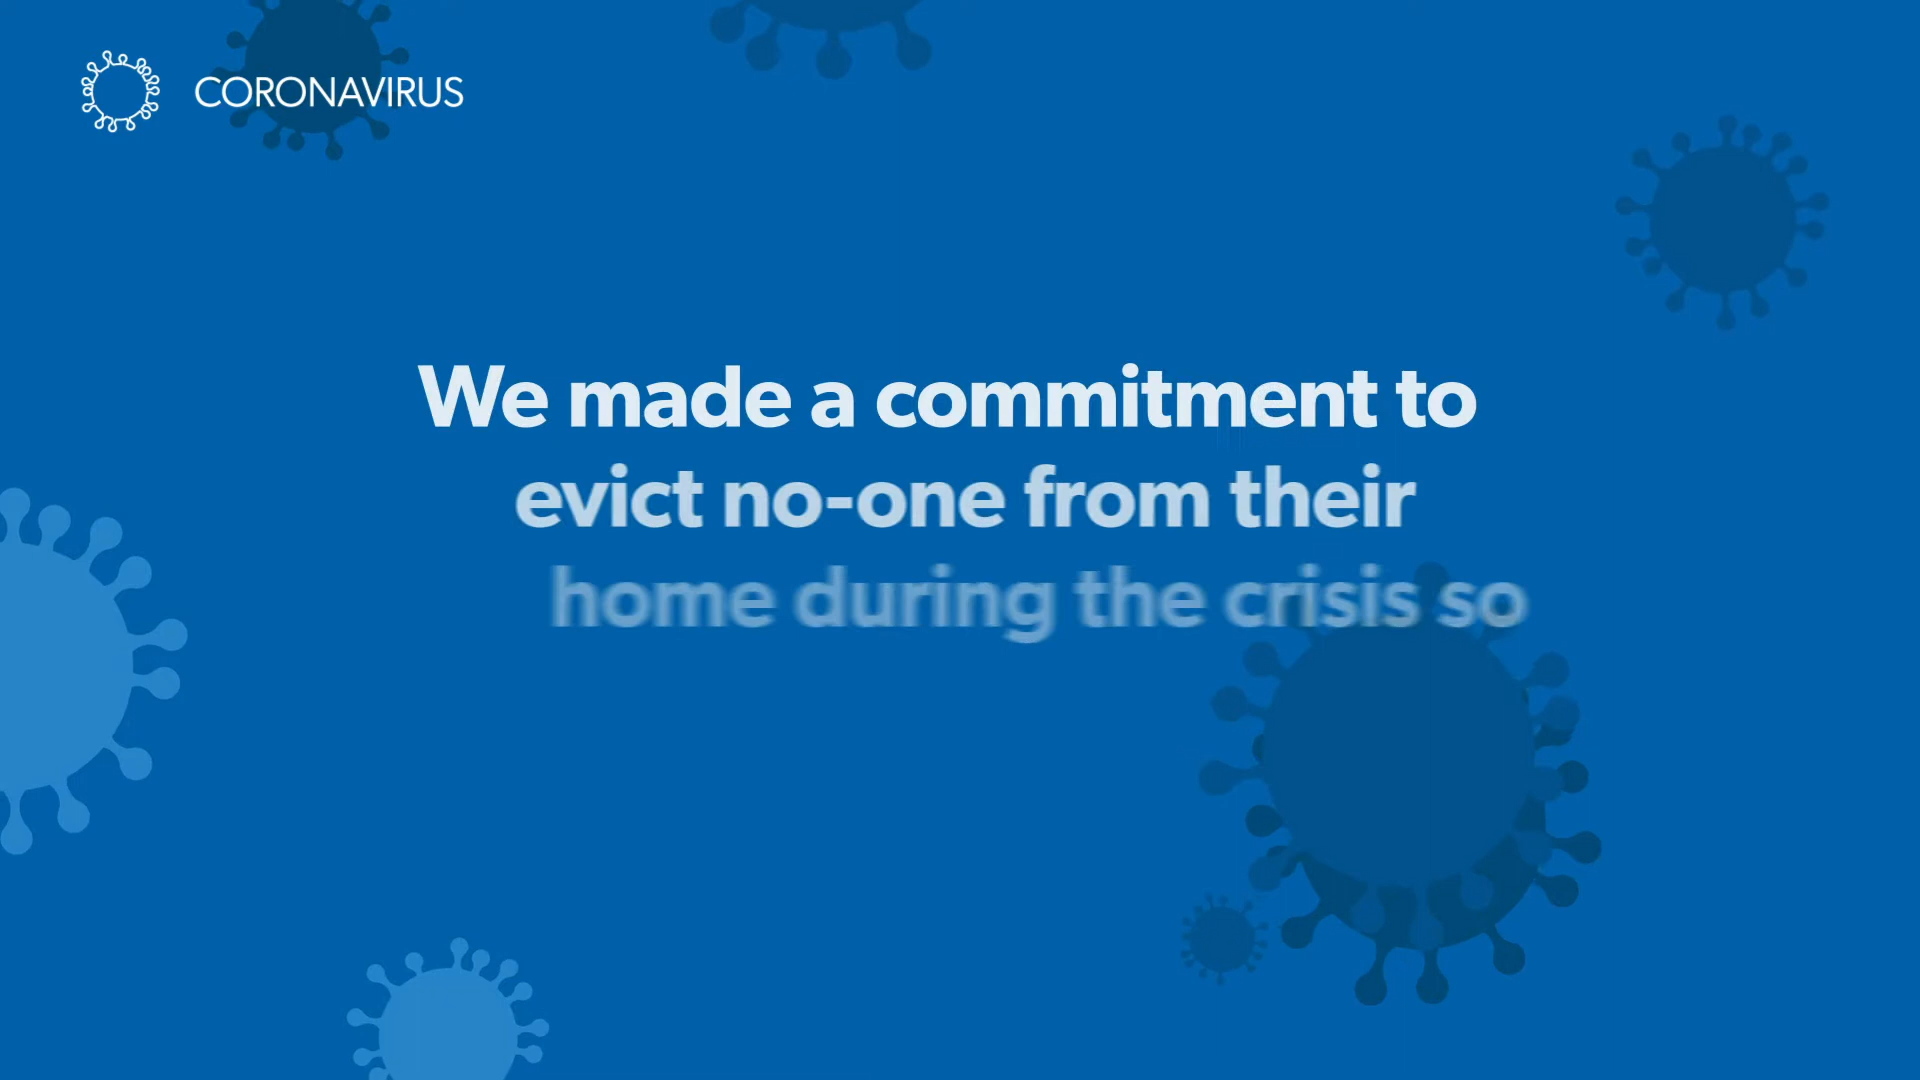 CORONAVIRUS
We made a commitment to
evict no-one from their
home during the crisis so